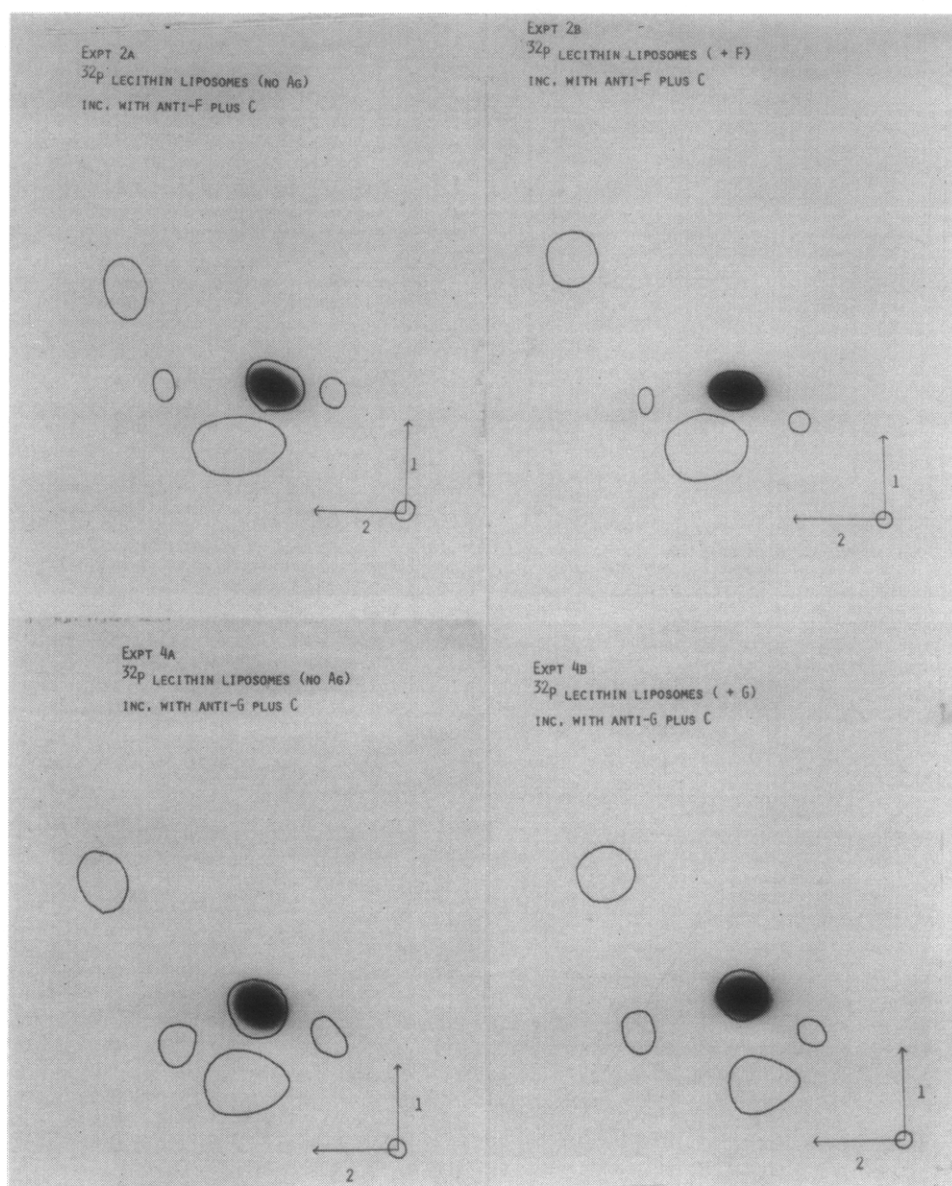 EXPT 2A
32P LECITHIN LIPOSOMES (NO AG)
INC. WITH ANTI-F PLUS C
EXPT 2B
32P LECITHIN LIPOSOMES ( + F)
INC. WITH ANTI-F PLUS C
1
2
1
2
EXPT 4A
32P LECITHIN LIPOSOMES (NO AG)
INC. WITH ANTI-G PLUS C
EXPT 4B
32P LECITHIN LIPOSOMES ( + G)
INC. WITH ANTI-G PLUS C
1
2
1
2